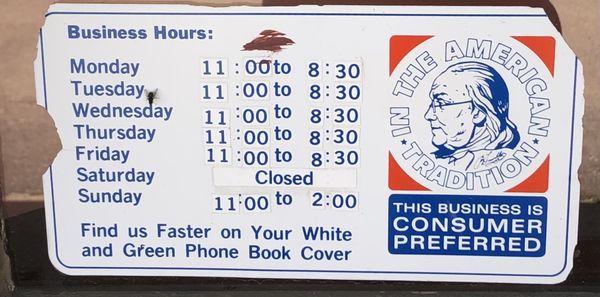 Business Hours:
Monday 11:00 to 8:30
Tuesday 11:00 to 8:30
Wednesday 11:00 to 8:30
Thursday 11:00 to 8:30
Friday 11:00 to 8:30
Saturday Closed
Sunday 11:00 to 2:00
Find us Faster on Your White
and Green Phone Book Cover
IN THE AMERICAN
TRADITION
THIS BUSINESS IS
CONSUMER
PREFERRED